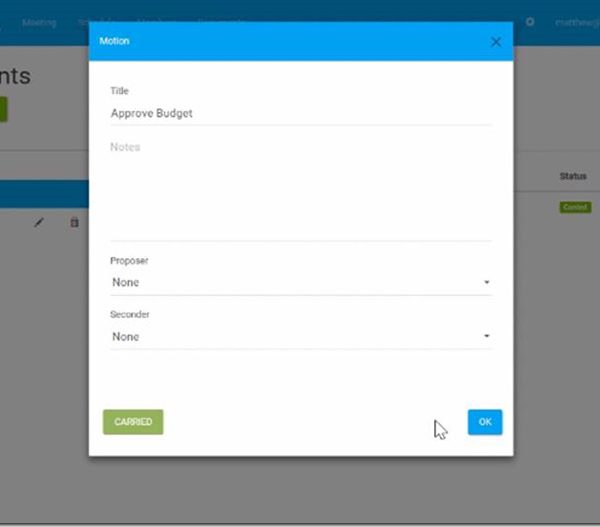 Meeting
matthew@
Motion
nts
Title
Approve Budget
Notes
Status
Carried
Proposer
None
Seconder
None
CARRIED
OK